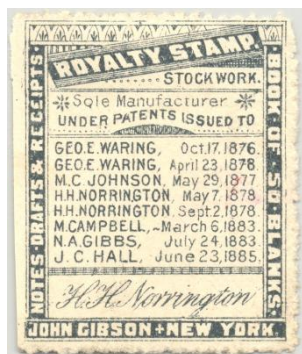 ROYALTY STAMP.
STOCKWORK.
Sole Manufacturer
UNDER PATENTS ISSUED TO
GEO.E.WARING, Oct.17.1876.
GEO.E.WARING, April 23.1878.
M.C.JOHNSON, May 29,1877
H.H.NORRINGTON, May 7.1878
H.H.NORRINGTON, Sept.2.1878.
M.CAMPBELL, March 6,1883.
N.A.GIBBS, July 24,1883.
J.C.HALL, June 23,1885.
H.H.Norrington
NOTES·DRAFTS & RECEIPTS·
BOOK OF 50 BLANKS.
JOHN GIBSON+NEW YORK.